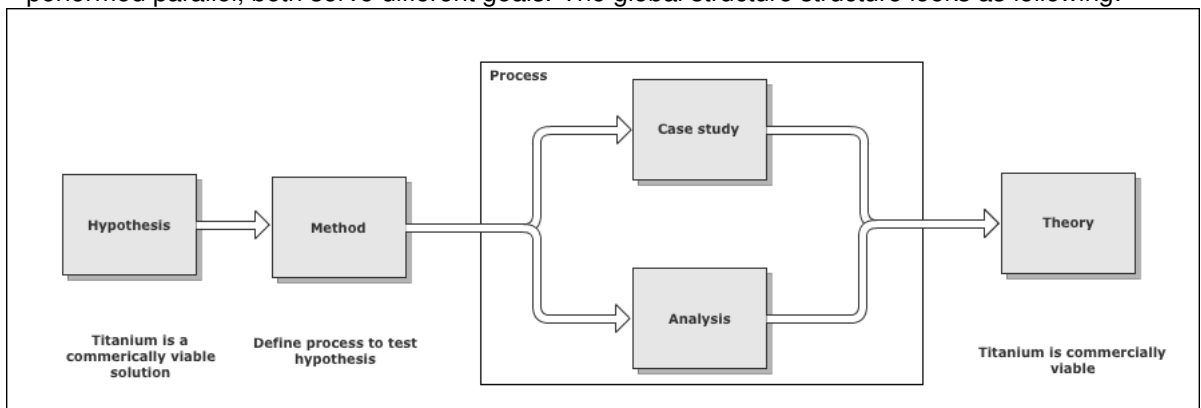 performed parallel, both serve different goals. The global structure structure looks as following:
Process
Case study
Hypothesis
Method
Theory
Analysis
Titanium is a
commerically viable
solution
Define process to test
hypothesis
Titanium is commercially
viable